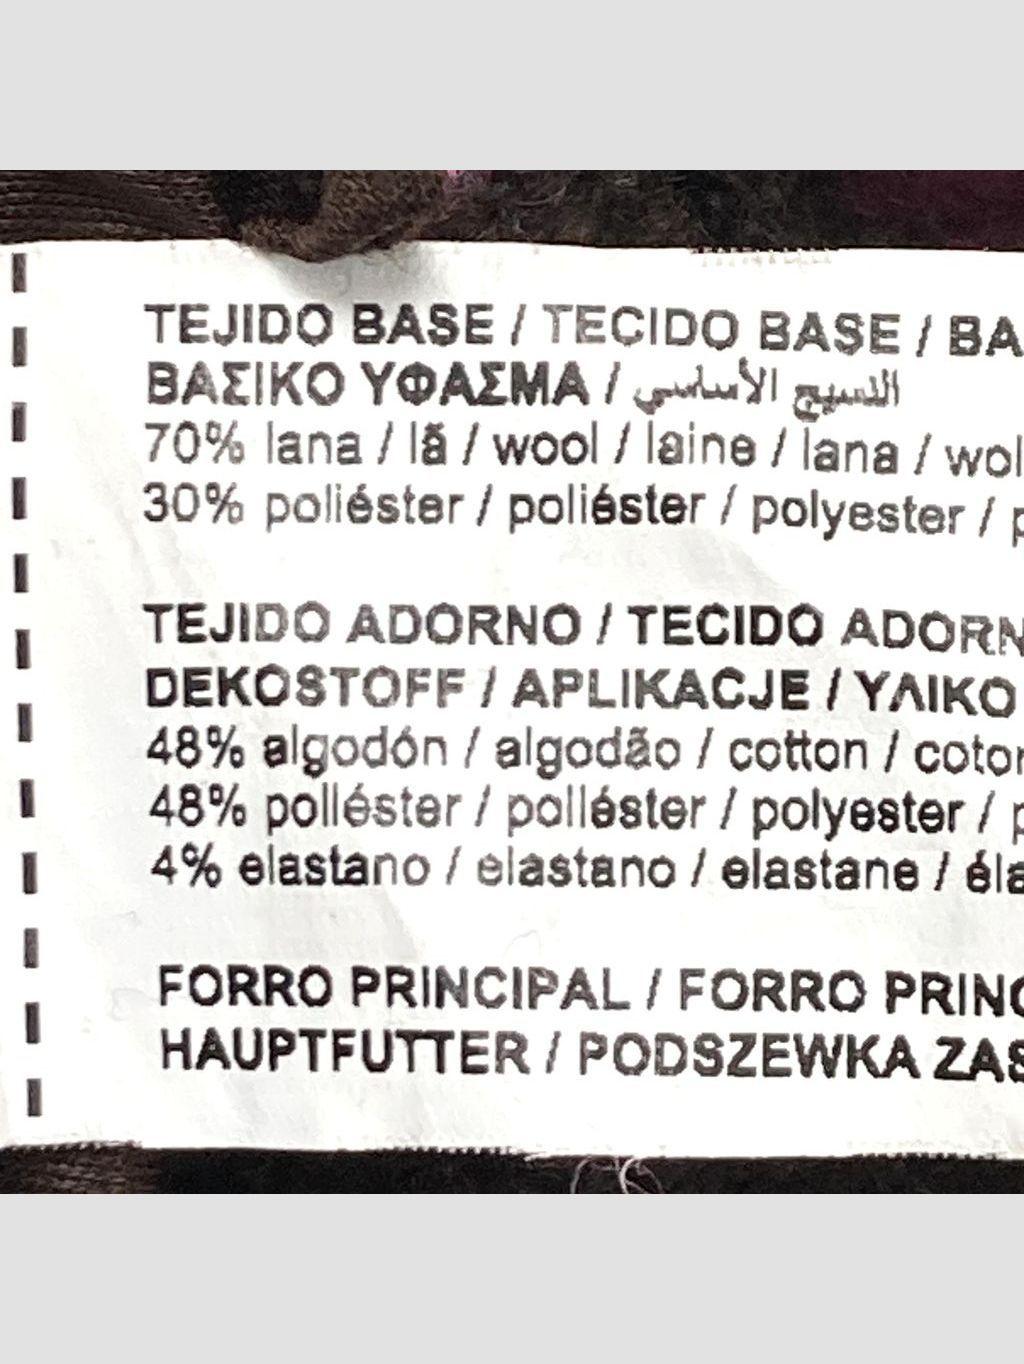 TEJIDO BASE / TECIDO BASE / BA
ΒΑΣΙΚΟ ΥΦΑΣΜΑ / النسيج الأساسي
70% lana / lã / wool / laine / lana / wol
30% poliéster / poliéster / polyester / p
TEJIDO ADORNO / TECIDO ADORN
DEKOSTOFF / APLIKACJE / ΥΛΙΚΟ
48% algodón / algodão / cotton / coton
48% poliéster / poliéster / polyester / p
4% elastano / elastano / elastane / éla
FORRO PRINCIPAL / FORRO PRINC
HAUPTFUTTER / PODSZEWKA ZAS